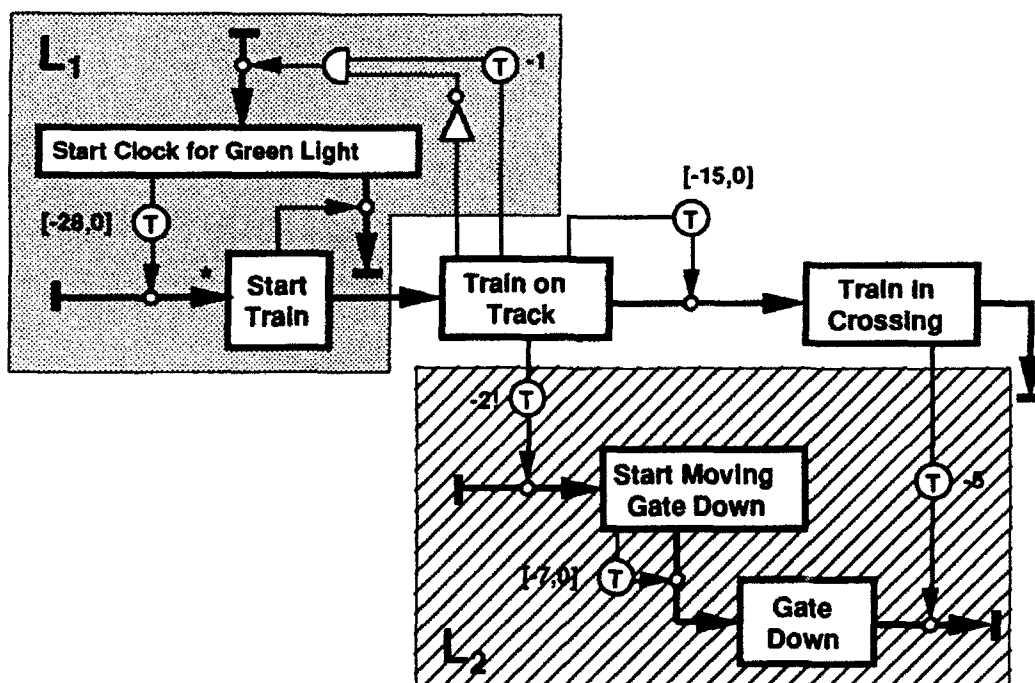 L1
T
-1
Start Clock for Green Light
[-28,0]
T
*
Start
Train
[-15,0]
T
Train on
Track
Train In
Crossing
-2!
T
Start Moving
Gate Down
T
-5
[-7,0]
T
Gate
Down
L2